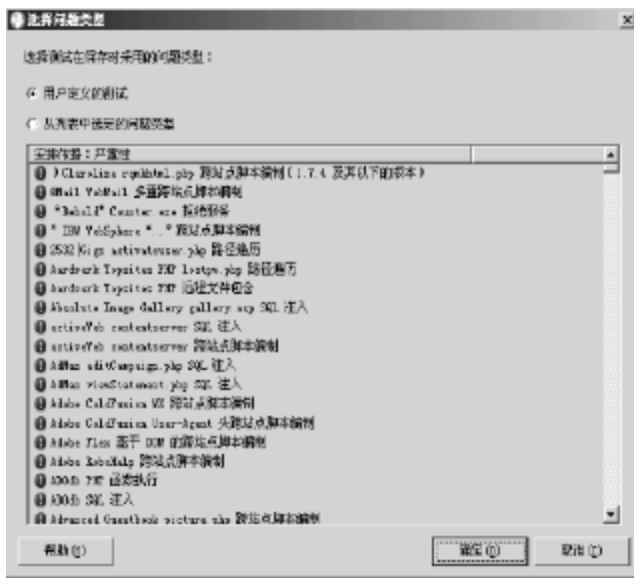 选择问题类型
选择测试在保存时采用的问题类型：
用户定义的测试
从列表中选定的问题类型
安排依据：严重性
) Claroline rqmkhtml.php 跨站点脚本编制(1.7.4 及其以下的版本)
@Mail WebMail 多重跨站点脚本编制
"Behold" Counter exe 拒绝服务
" IBM WebSphere "..." 跨站点脚本编制
2532|Gigs activateuser.php 路径遍历
Aardvark Topsites PHP lostpw.php 路径遍历
Aardvark Topsites PHP 远程文件包含
Absolute Image Gallery gallery.asp SQL 注入
activeWeb contentserver SQL 注入
activeWeb contentserver 跨站点脚本编制
AdMan editCampaign.php SQL 注入
AdMan viewStatement.php SQL 注入
Adobe ColdFusion MX 跨站点脚本编制
Adobe ColdFusion User-Agent 头跨站点脚本编制
Adobe Flex 基于 DOM 的跨站点脚本编制
Adobe RoboHelp 跨站点脚本编制
ADOdb PHP 函数执行
ADOdb SQL 注入
Advanced Guestbook picture.php 跨站点脚本编制
帮助 确定 取消